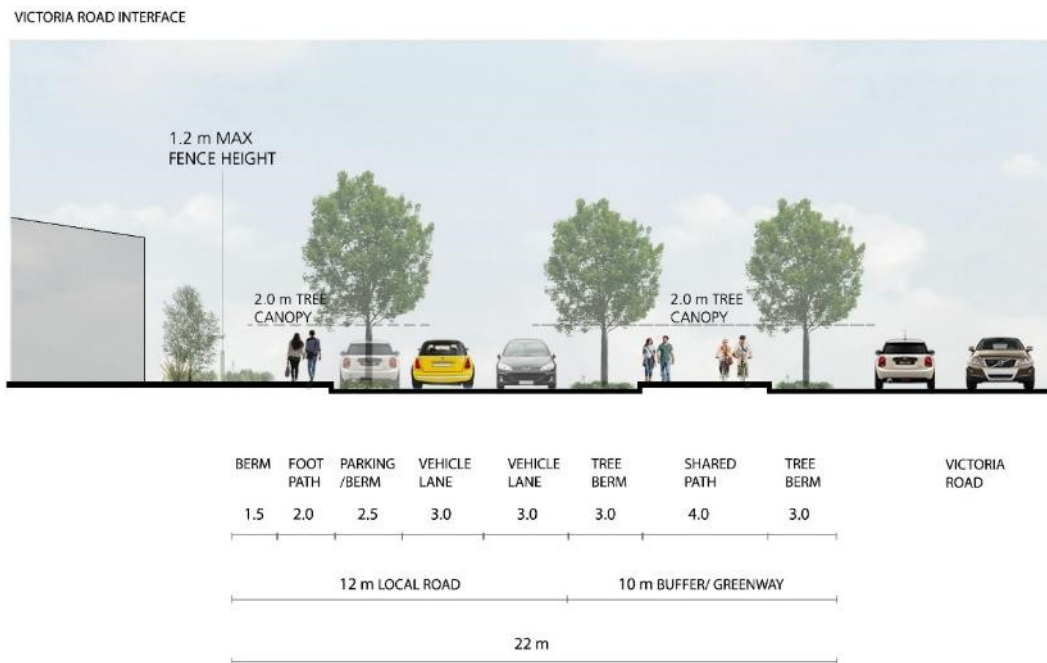 VICTORIA ROAD INTERFACE
1.2 m MAX
FENCE HEIGHT
2.0 m TREE
CANOPY
2.0 m TREE
CANOPY
BERM FOOT PARKING VEHICLE VEHICLE TREE SHARED TREE VICTORIA
PATH /BERM LANE LANE BERM PATH BERM ROAD
1.5 2.0 2.5 3.0 3.0 3.0 4.0 3.0
12 m LOCAL ROAD 10 m BUFFER/ GREENWAY
22 m